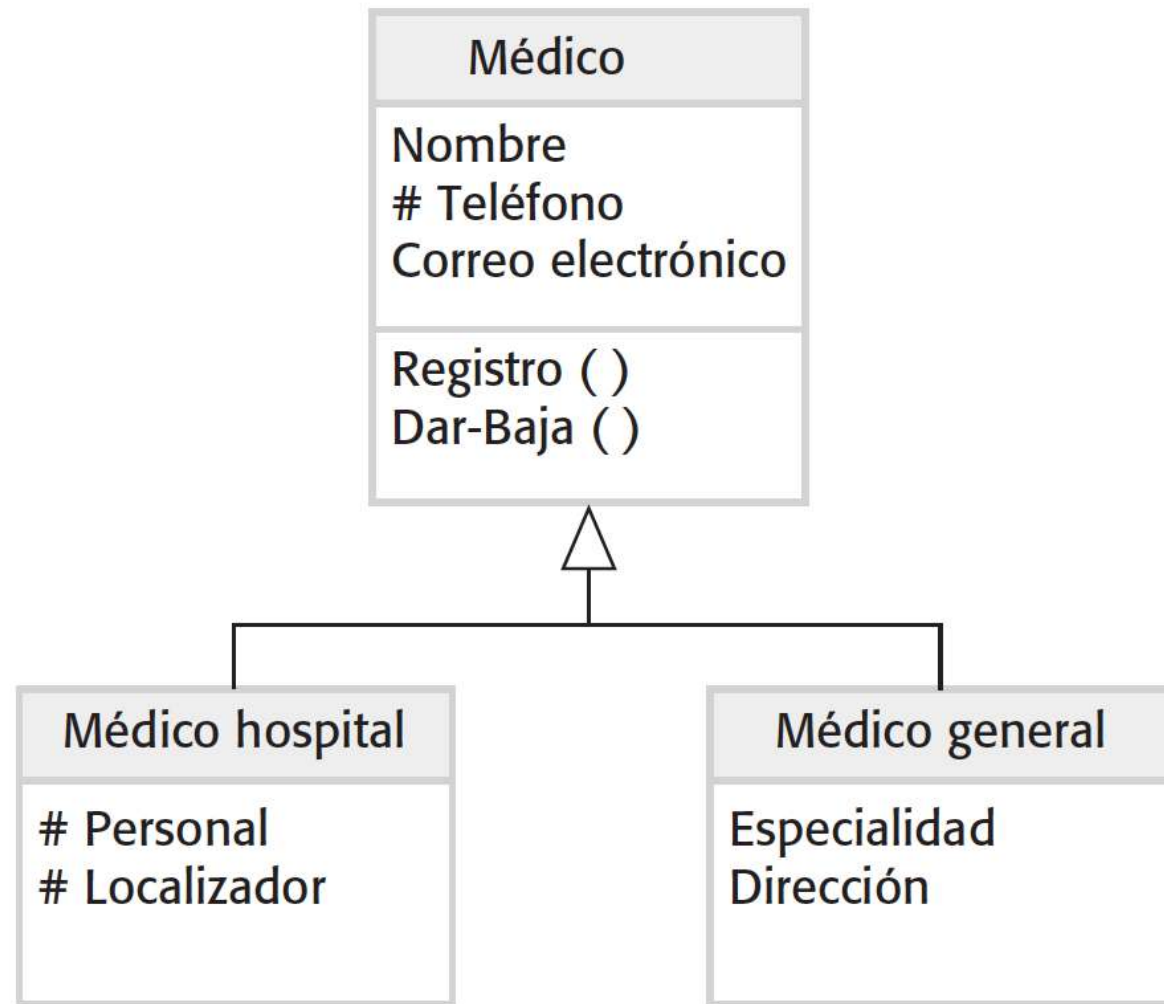 Médico
Nombre
# Teléfono
Correo electrónico
Registro ( )
Dar-Baja ( )
Médico hospital
# Personal
# Localizador
Médico general
Especialidad
Dirección